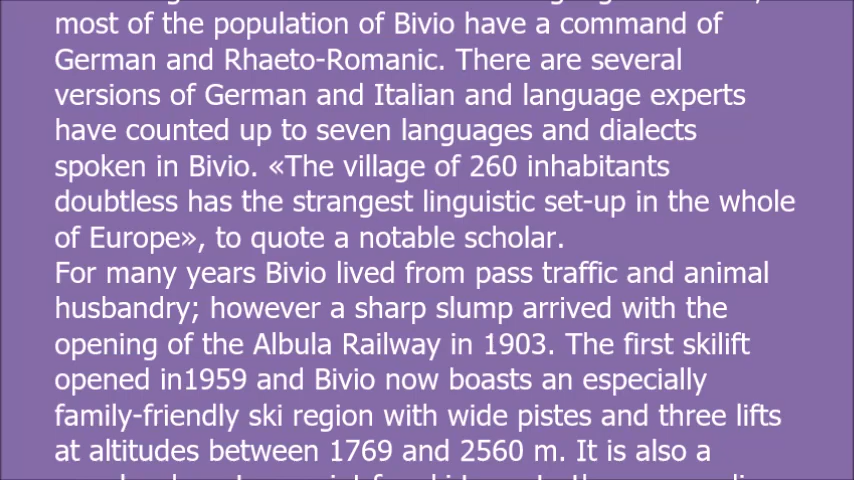 most of the population of Bivio have a command of
German and Rhaeto-Romanic. There are several
versions of German and Italian and language experts
have counted up to seven languages and dialects
spoken in Bivio. «The village of 260 inhabitants
doubtless has the strangest linguistic set-up in the whole
of Europe», to quote a notable scholar.
For many years Bivio lived from pass traffic and animal
husbandry; however a sharp slump arrived with the
opening of the Albula Railway in 1903. The first skilift
opened in1959 and Bivio now boasts an especially
family-friendly ski region with wide pistes and three lifts
at altitudes between 1769 and 2560 m. It is also a